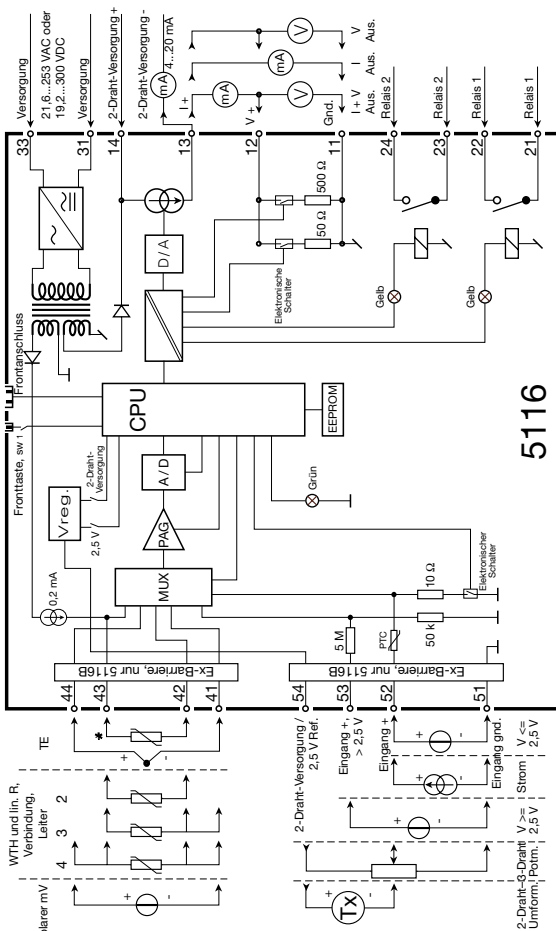 Versorgung
21,6...253 VAC oder
19,2...300 VDC
Versorgung
2-Draht-Versorgung +
2-Draht-Versorgung -
mA
4...20 mA
I+
mA
V
V+
Gnd.
I + V
Aus.
mA
I
Aus.
V
V
Aus.
Relais 2
Relais 2
Relais 1
Relais 1
33
31
14
13
12
11
24
23
22
21
Frontanschluss
Fronttaste, sw 1
D/A
50 Ω
500 Ω
Elektronische
Schalter
Gelb
Gelb
CPU
EEPROM
Vreg.
2-Draht-
Versorgung
2,5 V
A/D
PAG
MUX
0,2 mA
Grün
Elektronischer
Schalter
10 Ω
PTC
5 M
50 k
Ex-Barriere, nur 5116B
Ex-Barriere, nur 5116B
5116
44
43
42
41
54
53
52
51
TE
+
-
*
WTH und lin. R,
Verbindung,
Leiter
2
3
4
olarer mV
+
-
2-Draht-Versorgung /
2,5 V Ref.
Eingang +,
> 2,5 V
Eingang +
Eingang gnd.
+
-
V <=
2,5 V
+
-
Strom
+
-
V >=
2,5 V
3-Draht
Potm.
Tx
+
-
2-Draht-
Umform.